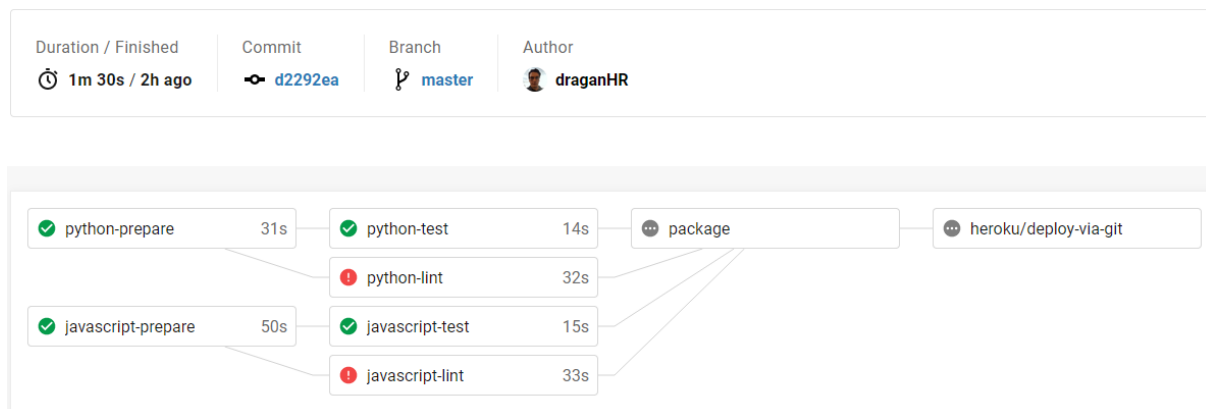 Duration / Finished Commit Branch Author
1m 30s / 2h ago d2292ea master draganHR
python-prepare 31s python-test 14s package heroku/deploy-via-git
python-lint 32s
javascript-prepare 50s javascript-test 15s
javascript-lint 33s